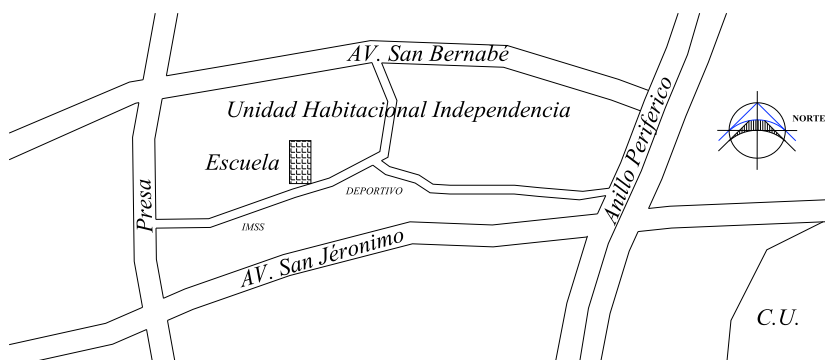 AV. San Bernabé
Unidad Habitacional Independencia
NORTE
Escuela
Anillo Periferico
DEPORTIVO
Presa
IMSS
AV. San Jéronimo
C.U.